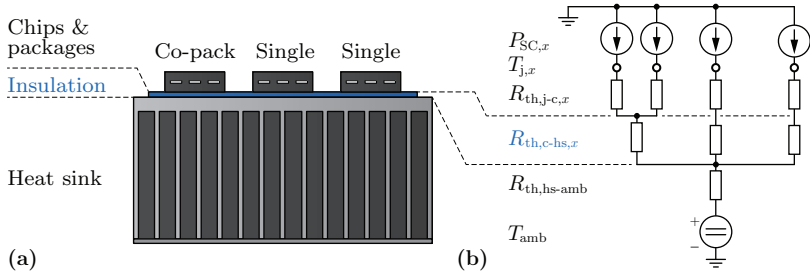 Chips &
packages
Co-pack Single Single
Insulation
Heat sink
(a)
P_SC,x
T_j,x
R_th,j-c,x
R_th,c-hs,x
R_th,hs-amb
+
T_amb
−
(b)